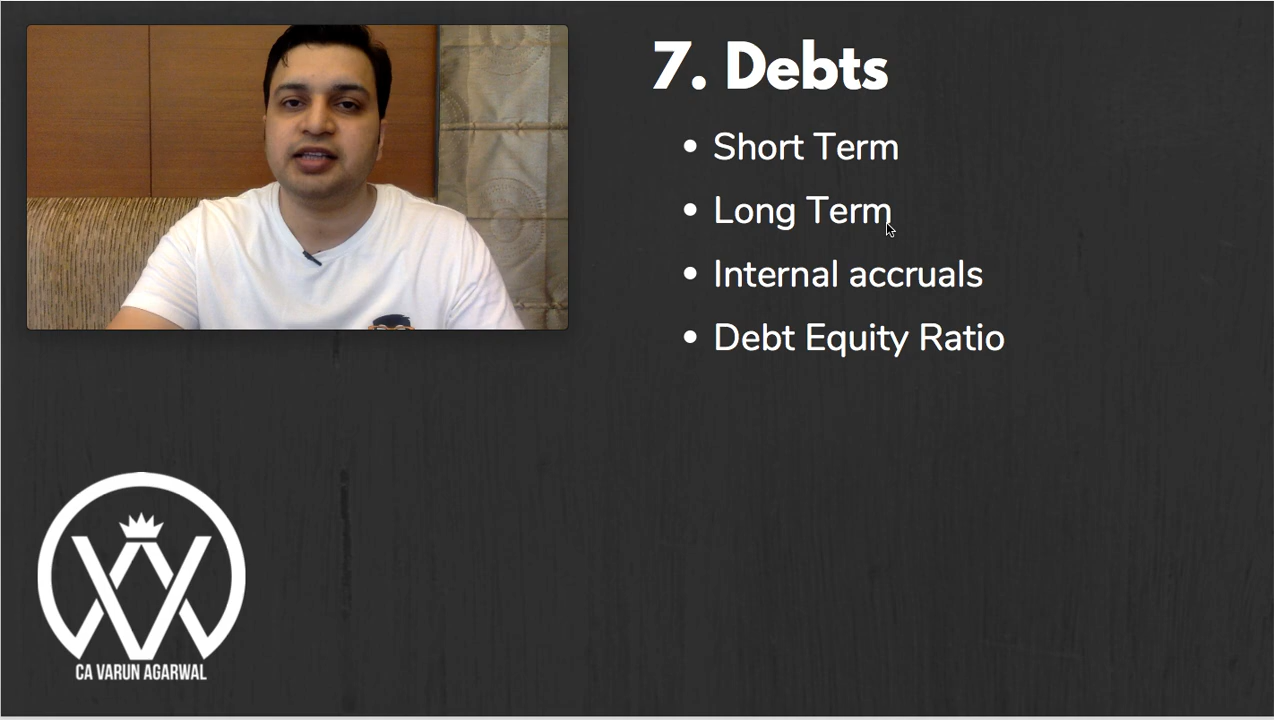 7. Debts
• Short Term
• Long Term
• Internal accruals
• Debt Equity Ratio
CA VARUN AGARWAL